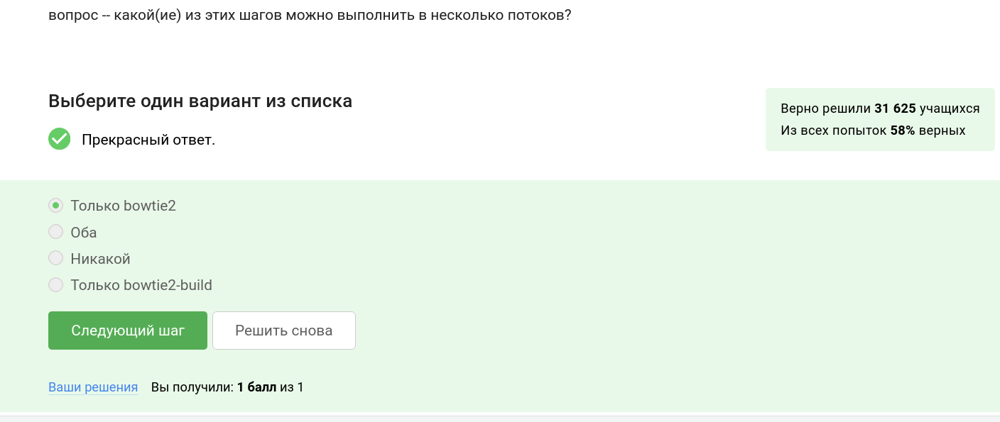 вопрос -- какой(ие) из этих шагов можно выполнить в несколько потоков?
Выберите один вариант из списка
Верно решили 31 625 учащихся
Из всех попыток 58% верных
Прекрасный ответ.
Только bowtie2
Оба
Никакой
Только bowtie2-build
Следующий шаг
Решить снова
Ваши решения Вы получили: 1 балл из 1